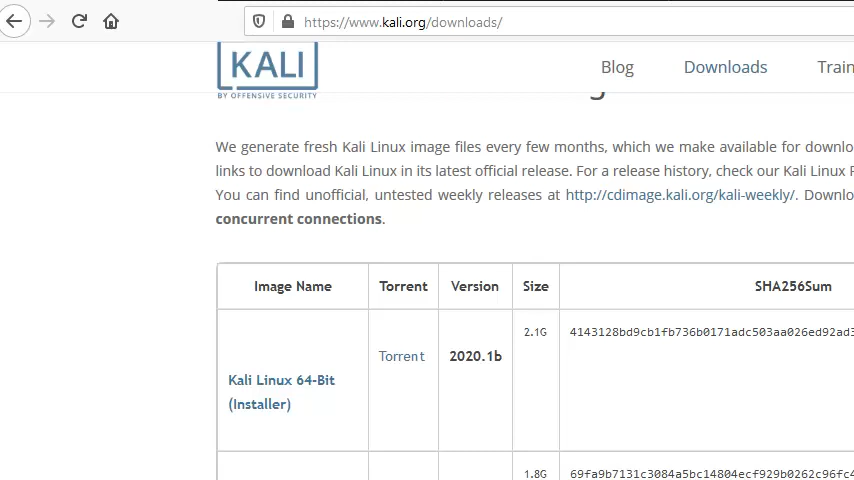 https://www.kali.org/downloads/
KALI
BY OFFENSIVE SECURITY
Blog Downloads
We generate fresh Kali Linux image files every few months, which we make available for
links to download Kali Linux in its latest official release. For a release history, check our Kali Linux
You can find unofficial, untested weekly releases at http://cdimage.kali.org/kali-weekly/.
concurrent connections.
Image Name Torrent Version Size SHA256Sum
2.1G
Torrent 2020.1b
Kali Linux 64-Bit
(Installer)
1.8G